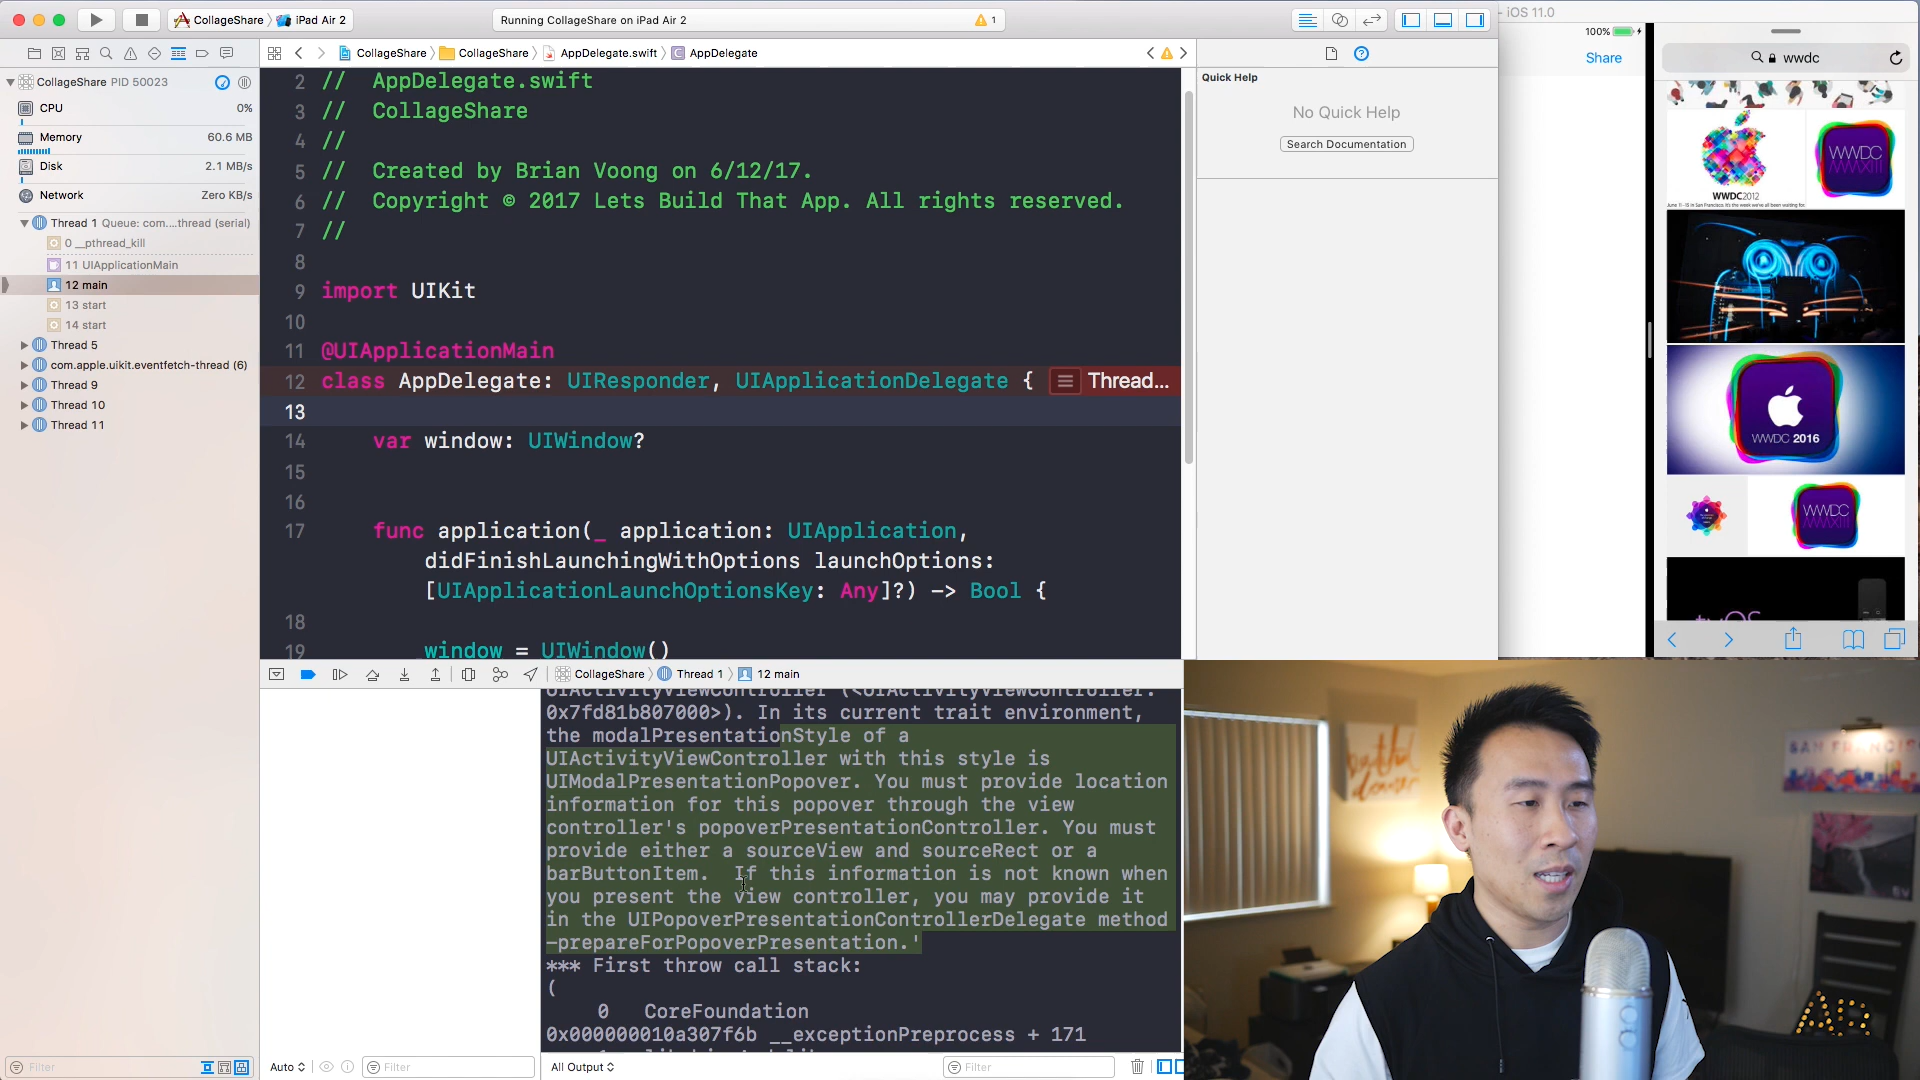 CollageShare
iPad Air 2
Running CollageShare on iPad Air 2
1
iOS 11.0
CollageShare
CollageShare
AppDelegate.swift
AppDelegate
CollageShare PID 50023
CPU
0%
Memory
60.6 MB
Disk
2.1 MB/s
Network
Zero KB/s
Thread 1 Queue: com....thread (serial)
0 __pthread_kill
11 UIApplicationMain
12 main
13 start
14 start
Thread 5
com.apple.uikit.eventfetch-thread (6)
Thread 9
Thread 10
Thread 11
Filter
2 // AppDelegate.swift
3 // CollageShare
4 //
5 // Created by Brian Voong on 6/12/17.
6 // Copyright © 2017 Lets Build That App. All rights reserved.
7 //
8
9 import UIKit
10
11 @UIApplicationMain
12 class AppDelegate: UIResponder, UIApplicationDelegate { Thread...
13
14 var window: UIWindow?
15
16
17 func application(_ application: UIApplication,
didFinishLaunchingWithOptions launchOptions:
[UIApplicationLaunchOptionsKey: Any]?) -> Bool {
18
19 window = UIWindow()
CollageShare
Thread 1
12 main
UIActivityViewController (<UIActivityViewController:
0x7fd81b807000>). In its current trait environment,
the modalPresentationStyle of a
UIActivityViewController with this style is
UIModalPresentationPopover. You must provide location
information for this popover through the view
controller's popoverPresentationController. You must
provide either a sourceView and sourceRect or a
barButtonItem.  If this information is not known when
you present the view controller, you may provide it
in the UIPopoverPresentationControllerDelegate method
-prepareForPopoverPresentation.'
*** First throw call stack:
(
0 CoreFoundation
0x000000010a307f6b __exceptionPreprocess + 171
Auto
Filter
All Output
Filter
Quick Help
No Quick Help
Search Documentation
100%
Share
wwdc
WWDC2012
WWDC
WWDC 2016
WWDC
tvOS
SAN FRANCISC
AR